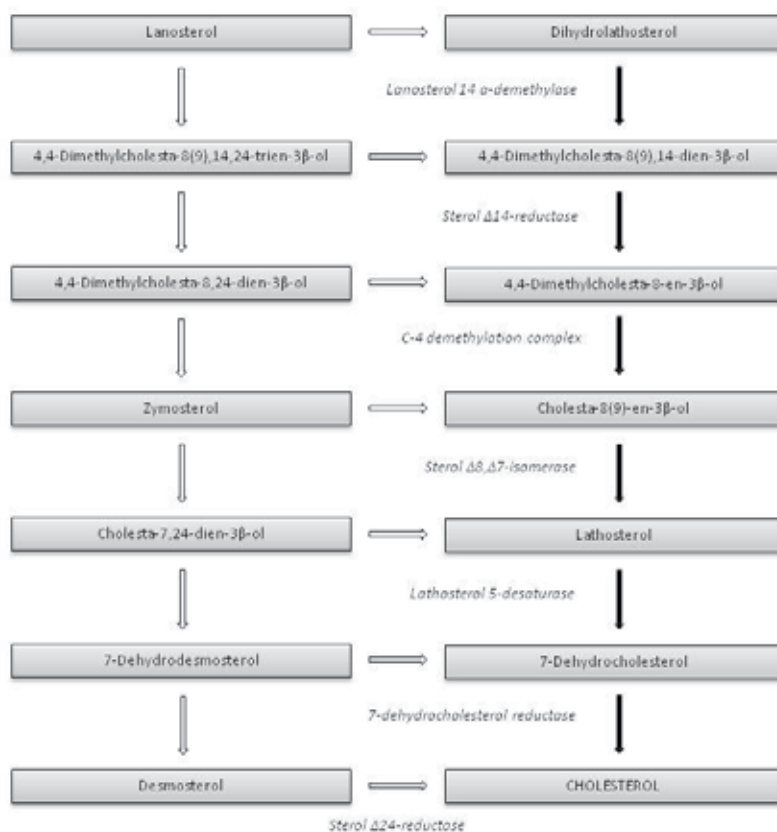 Lanosterol
Dihydrolathosterol
Lanosterol 14 α-demethylase
4,4-Dimethylcholesta-8(9),14,24-trien-3β-ol
4,4-Dimethylcholesta-8(9),14-dien-3β-ol
Sterol Δ14-reductase
4,4-Dimethylcholesta-8,24-dien-3β-ol
4,4-Dimethylcholesta-8-en-3β-ol
C-4 demethylation complex
Zymosterol
Cholesta-8(9)-en-3β-ol
Sterol Δ8,Δ7-isomerase
Cholesta-7,24-dien-3β-ol
Lathosterol
Lathosterol 5-desaturase
7-Dehydrodesmosterol
7-Dehydrocholesterol
7-dehydrocholesterol reductase
Desmosterol
CHOLESTEROL
Sterol Δ24-reductase